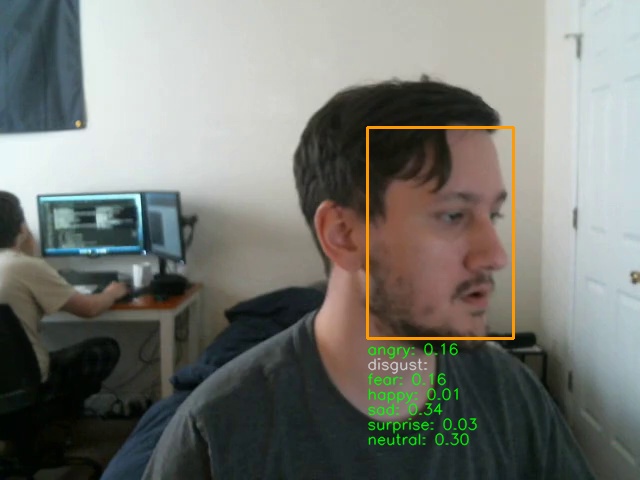 angry: 0.16
disgust:
fear: 0.16
happy: 0.01
sad: 0.34
surprise: 0.03
neutral: 0.30